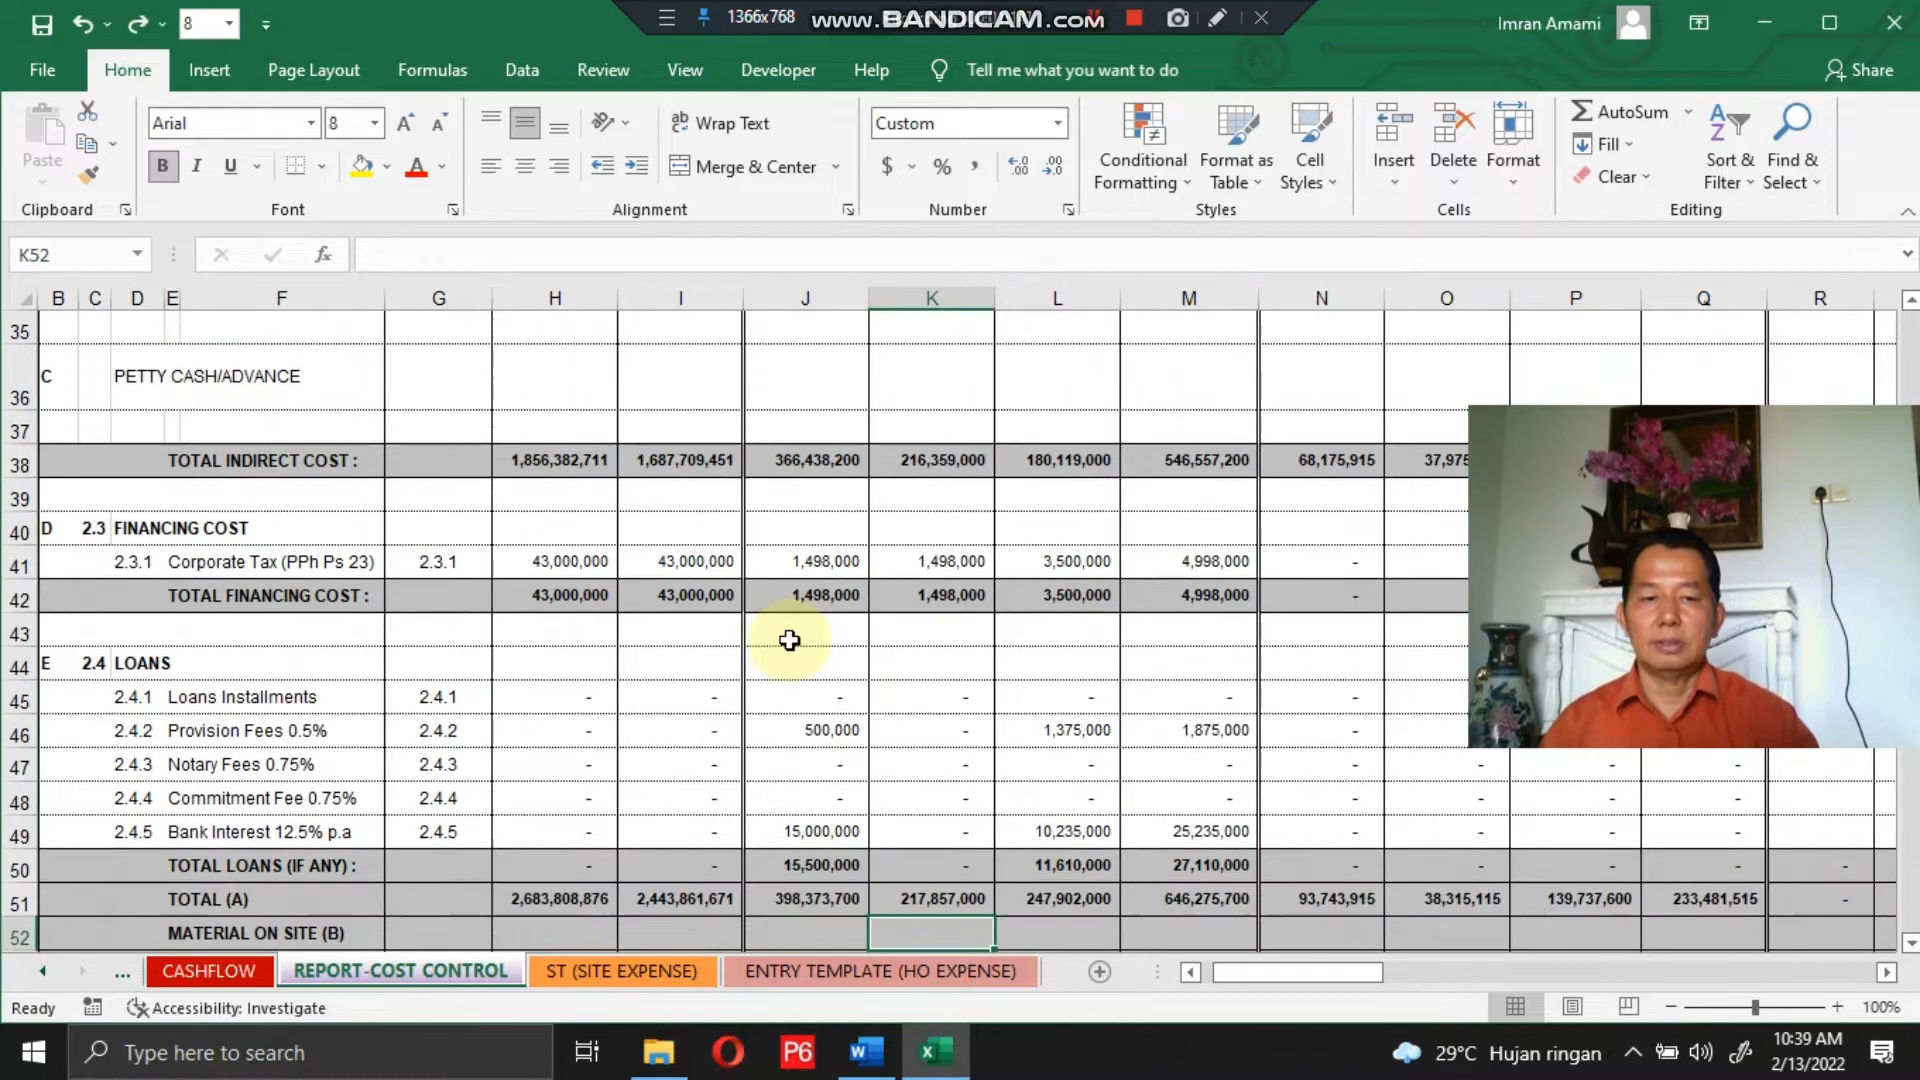 8
1366x768
www.BANDICAM.com
Imran Amami
File Home Insert Page Layout Formulas Data Review View Developer Help Tell me what you want to do Share
Paste
Clipboard
Arial 8
B I U
Font
Wrap Text
Merge & Center
Alignment
Custom
$ % ,
Number
Conditional Formatting
Format as Table
Cell Styles
Styles
Insert Delete Format
Cells
AutoSum
Fill
Clear
Sort & Filter
Find & Select
Editing
K52 fx
B C D E F G H I J K L M N O P Q R
35
36 C PETTY CASH/ADVANCE
37
38 TOTAL INDIRECT COST : 1,856,382,711 1,687,709,451 366,438,200 216,359,000 180,119,000 546,557,200 68,175,915 37,975
39
40 D 2.3 FINANCING COST
41 2.3.1 Corporate Tax (PPh Ps 23) 2.3.1 43,000,000 43,000,000 1,498,000 1,498,000 3,500,000 4,998,000 -
42 TOTAL FINANCING COST : 43,000,000 43,000,000 1,498,000 1,498,000 3,500,000 4,998,000 -
43
44 E 2.4 LOANS
45 2.4.1 Loans Installments 2.4.1 - - - - - - -
46 2.4.2 Provision Fees 0.5% 2.4.2 - - 500,000 - 1,375,000 1,875,000 -
47 2.4.3 Notary Fees 0.75% 2.4.3 - - - - - - - - - -
48 2.4.4 Commitment Fee 0.75% 2.4.4 - - - - - - - - - -
49 2.4.5 Bank Interest 12.5% p.a 2.4.5 - - 15,000,000 - 10,235,000 25,235,000 - - - -
50 TOTAL LOANS (IF ANY) : - - 15,500,000 - 11,610,000 27,110,000 - - - - -
51 TOTAL (A) 2,683,808,876 2,443,861,671 398,373,700 217,857,000 247,902,000 646,275,700 93,743,915 38,315,115 139,737,600 233,481,515 -
52 MATERIAL ON SITE (B)
... CASHFLOW REPORT-COST CONTROL ST (SITE EXPENSE) ENTRY TEMPLATE (HO EXPENSE)
Ready Accessibility: Investigate 100%
Type here to search
P6
29°C Hujan ringan
10:39 AM
2/13/2022